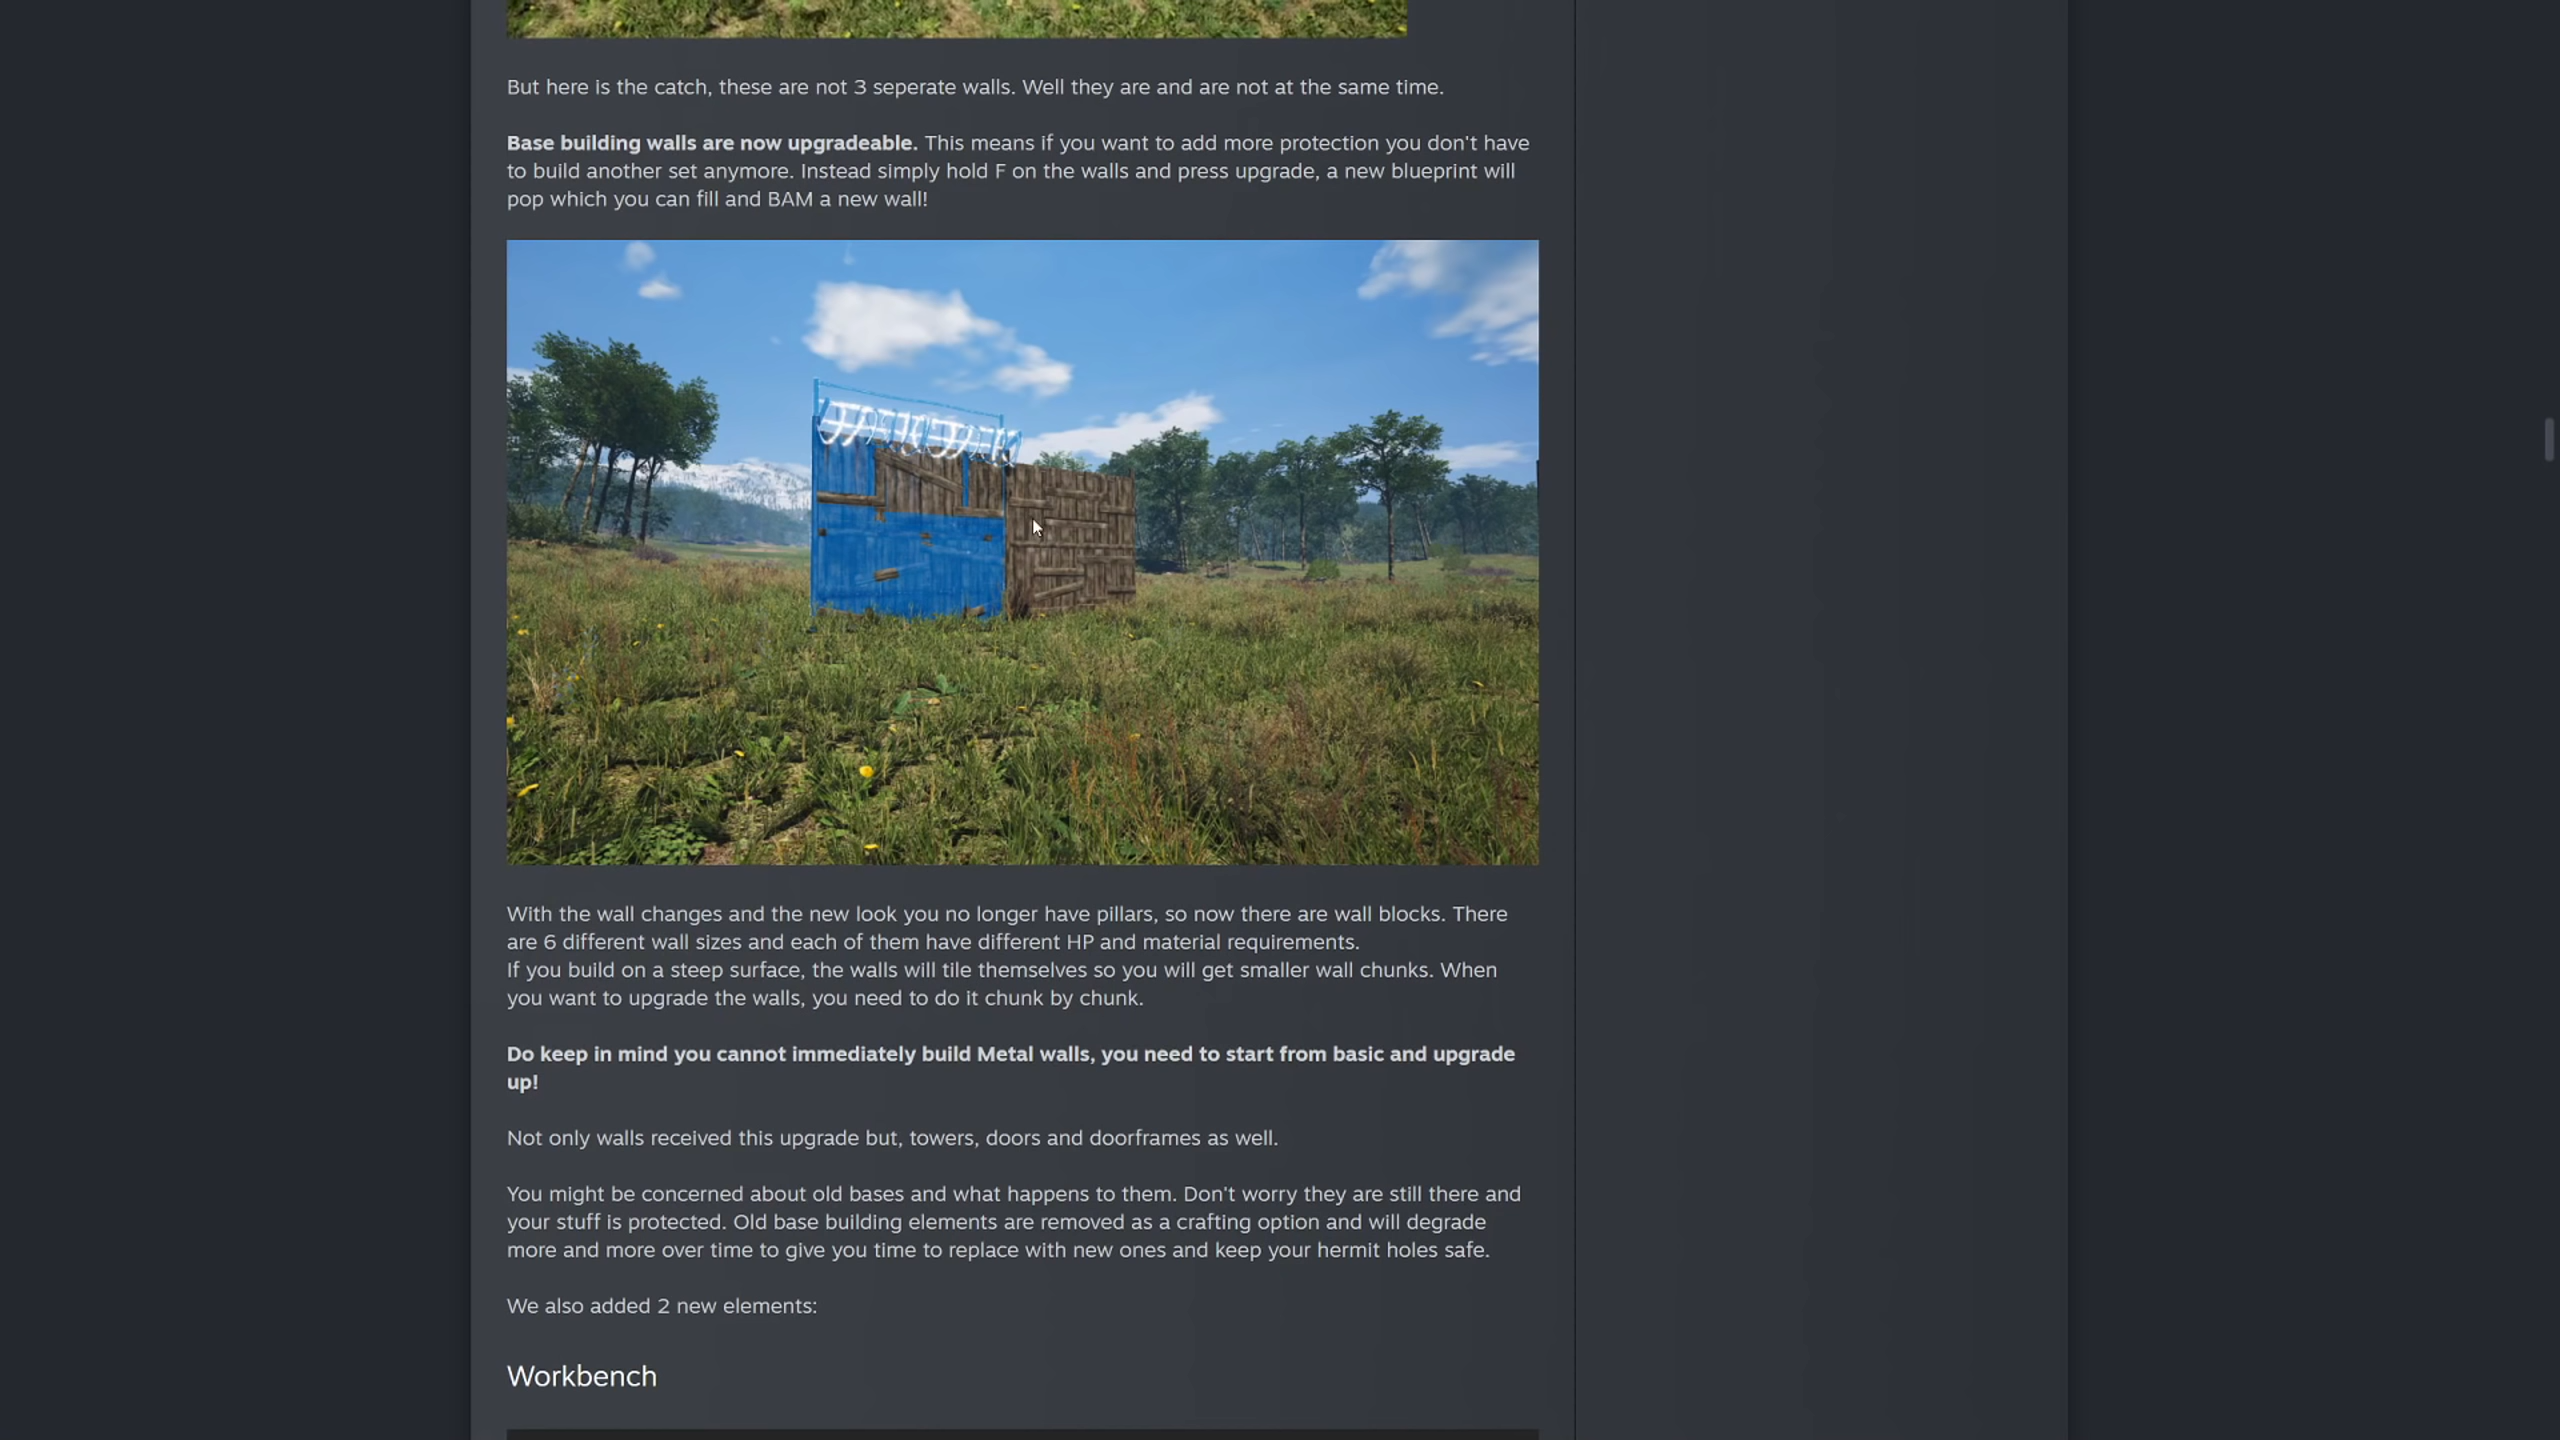 But here is the catch, these are not 3 seperate walls. Well they are and are not at the same time.
Base building walls are now upgradeable. This means if you want to add more protection you don't have
to build another set anymore. Instead simply hold F on the walls and press upgrade, a new blueprint will
pop which you can fill and BAM a new wall!
With the wall changes and the new look you no longer have pillars, so now there are wall blocks. There
are 6 different wall sizes and each of them have different HP and material requirements.
If you build on a steep surface, the walls will tile themselves so you will get smaller wall chunks. When
you want to upgrade the walls, you need to do it chunk by chunk.
Do keep in mind you cannot immediately build Metal walls, you need to start from basic and upgrade
up!
Not only walls received this upgrade but, towers, doors and doorframes as well.
You might be concerned about old bases and what happens to them. Don't worry they are still there and
your stuff is protected. Old base building elements are removed as a crafting option and will degrade
more and more over time to give you time to replace with new ones and keep your hermit holes safe.
We also added 2 new elements:
Workbench